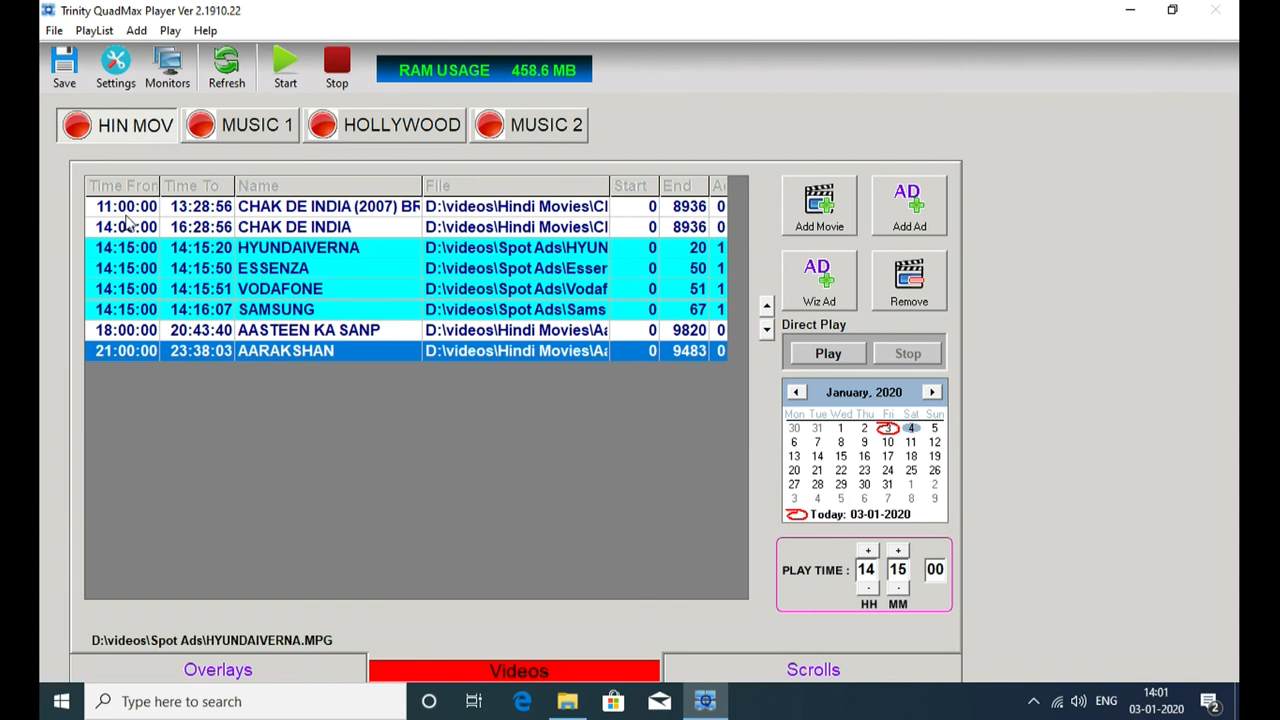 Trinity QuadMax Player Ver 2.1910.22
File PlayList Add Play Help
Save Settings Monitors Refresh Start Stop
RAM USAGE 458.6 MB
HIN MOV MUSIC 1 HOLLYWOOD MUSIC 2
Time From Time To Name File Start End
11:00:00 13:28:56 CHAK DE INDIA (2007) BR D:\videos\Hindi Movies\Cl 0 8936 0
14:00:00 16:28:56 CHAK DE INDIA D:\videos\Hindi Movies\Cl 0 8936 0
14:15:00 14:15:20 HYUNDAIVERNA D:\videos\Spot Ads\HYUN 0 20 1
14:15:00 14:15:50 ESSENZA D:\videos\Spot Ads\Esser 0 50 1
14:15:00 14:15:51 VODAFONE D:\videos\Spot Ads\Vodaf 0 51 1
14:15:00 14:16:07 SAMSUNG D:\videos\Spot Ads\Sams 0 67 1
18:00:00 20:43:40 AASTEEN KA SANP D:\videos\Hindi Movies\Aa 0 9820 0
21:00:00 23:38:03 AARAKSHAN D:\videos\Hindi Movies\Aa 0 9483 0
D:\videos\Spot Ads\HYUNDAIVERNA.MPG
Overlays Videos Scrolls
Add Movie
AD
Add Ad
AD
Wiz Ad
Remove
Direct Play
Play Stop
January, 2020
Mon Tue Wed Thu Fri Sat Sun
30 31 1 2 3 4 5
6 7 8 9 10 11 12
13 14 15 16 17 18 19
20 21 22 23 24 25 26
27 28 29 30 31 1 2
3 4 5 6 7 8 9
Today: 03-01-2020
+ +
PLAY TIME : 14 15 00
- -
HH MM
Type here to search
ENG
14:01
03-01-2020
2